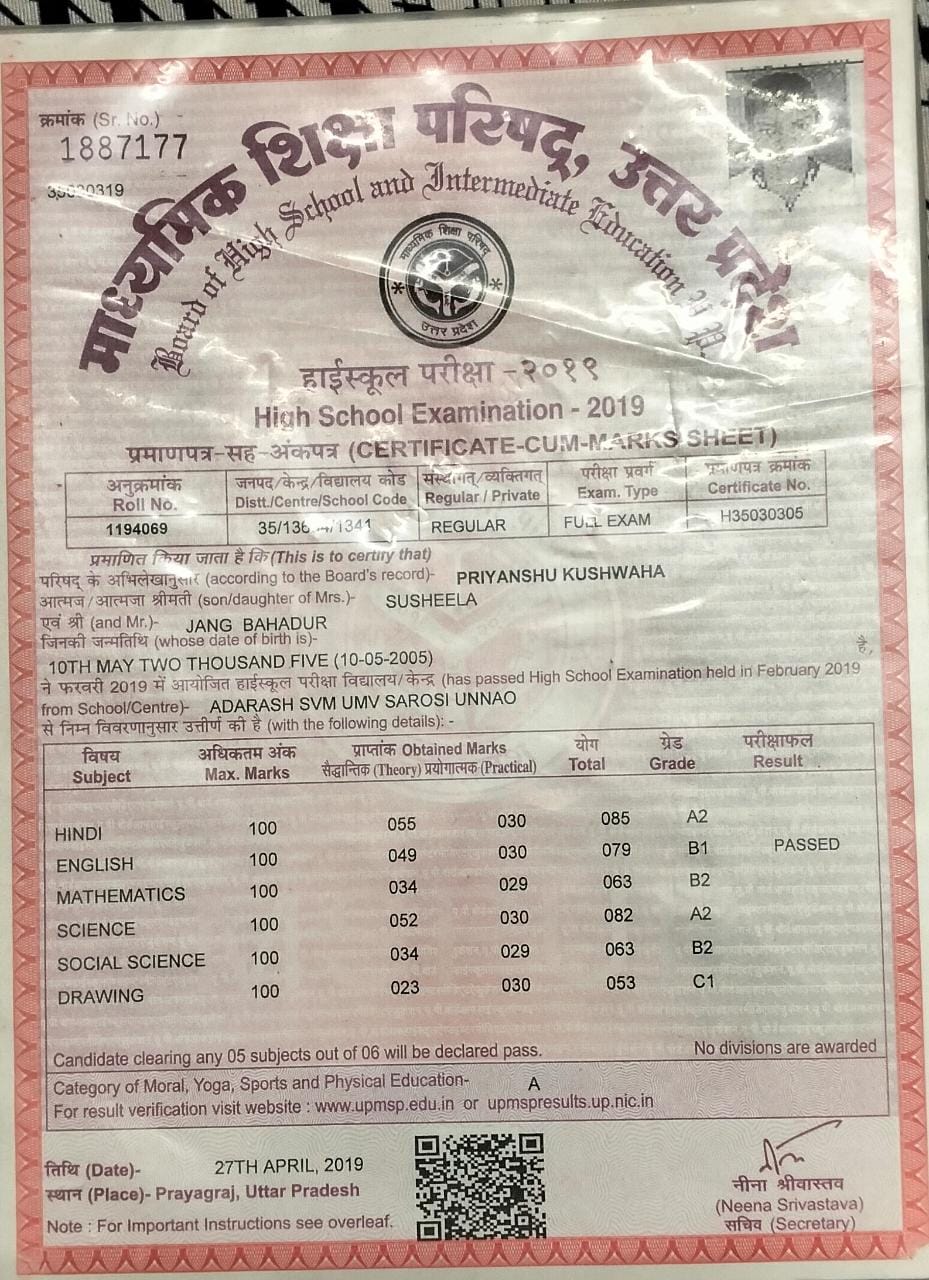 क्रमांक (Sr. No.)
1887177
माध्यमिक शिक्षा परिषद्, उत्तर प्रदेश
Board of High School and Intermediate Education
माध्यमिक शिक्षा परिषद्
उत्तर प्रदेश
हाईस्कूल परीक्षा -२०१९
High School Examination - 2019
प्रमाणपत्र-सह-अंकपत्र (CERTIFICATE-CUM-MARKS SHEET)
अनुक्रमांक जनपद/केन्द्र/विद्यालय कोड संस्थागत/व्यक्तिगत परीक्षा प्रवर्ग प्रमाणपत्र क्रमांक
Roll No. Distt./Centre/School Code Regular / Private Exam. Type Certificate No.
1194069 REGULAR FULL EXAM H35030305
प्रमाणित किया जाता है कि (This is to certify that)
परिषद् के अभिलेखानुसार (according to the Board's record)- PRIYANSHU KUSHWAHA
आत्मज/आत्मजा श्रीमती (son/daughter of Mrs.)- SUSHEELA
एवं श्री (and Mr.)- JANG BAHADUR
जिनकी जन्मतिथि (whose date of birth is)-
10TH MAY TWO THOUSAND FIVE (10-05-2005) है,
ने फरवरी 2019 में आयोजित हाईस्कूल परीक्षा विद्यालय/केन्द्र (has passed High School Examination held in February 2019
from School/Centre)- ADARASH SVM UMV SAROSI UNNAO
से निम्न विवरणानुसार उत्तीर्ण की है (with the following details): -
विषय अधिकतम अंक प्राप्तांक Obtained Marks योग ग्रेड परीक्षाफल
Subject Max. Marks सैद्धान्तिक (Theory) प्रयोगात्मक (Practical) Total Grade Result
HINDI 100 055 030 085 A2
ENGLISH 100 049 030 079 B1 PASSED
MATHEMATICS 100 034 029 063 B2
SCIENCE 100 052 030 082 A2
SOCIAL SCIENCE 100 034 029 063 B2
DRAWING 100 023 030 053 C1
Candidate clearing any 05 subjects out of 06 will be declared pass. No divisions are awarded
Category of Moral, Yoga, Sports and Physical Education- A
For result verification visit website : www.upmsp.edu.in or upmspresults.up.nic.in
तिथि (Date)- 27TH APRIL, 2019
स्थान (Place)- Prayagraj, Uttar Pradesh
Note : For Important Instructions see overleaf.
नीना श्रीवास्तव
(Neena Srivastava)
सचिव (Secretary)